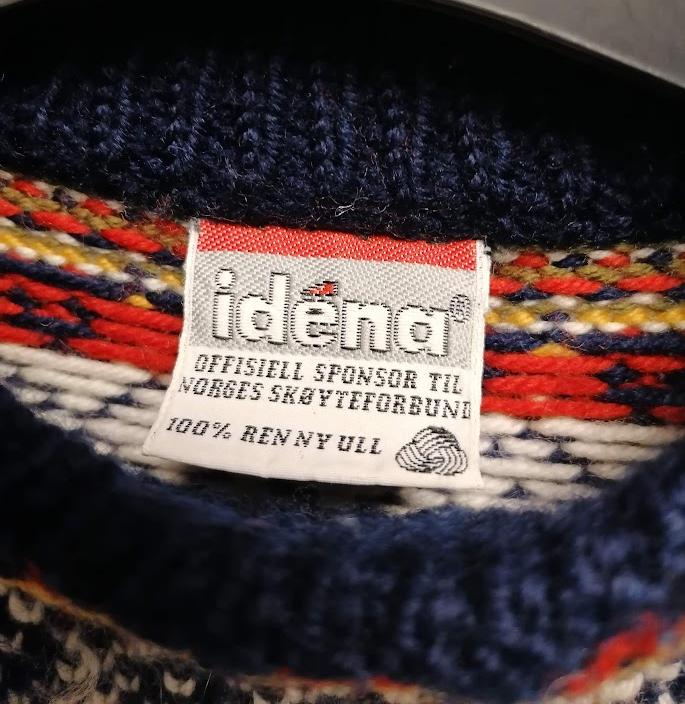 idéna®
OFFISIELL SPONSOR TIL
NORGES SKØYTEFORBUND
100% REN NY ULL